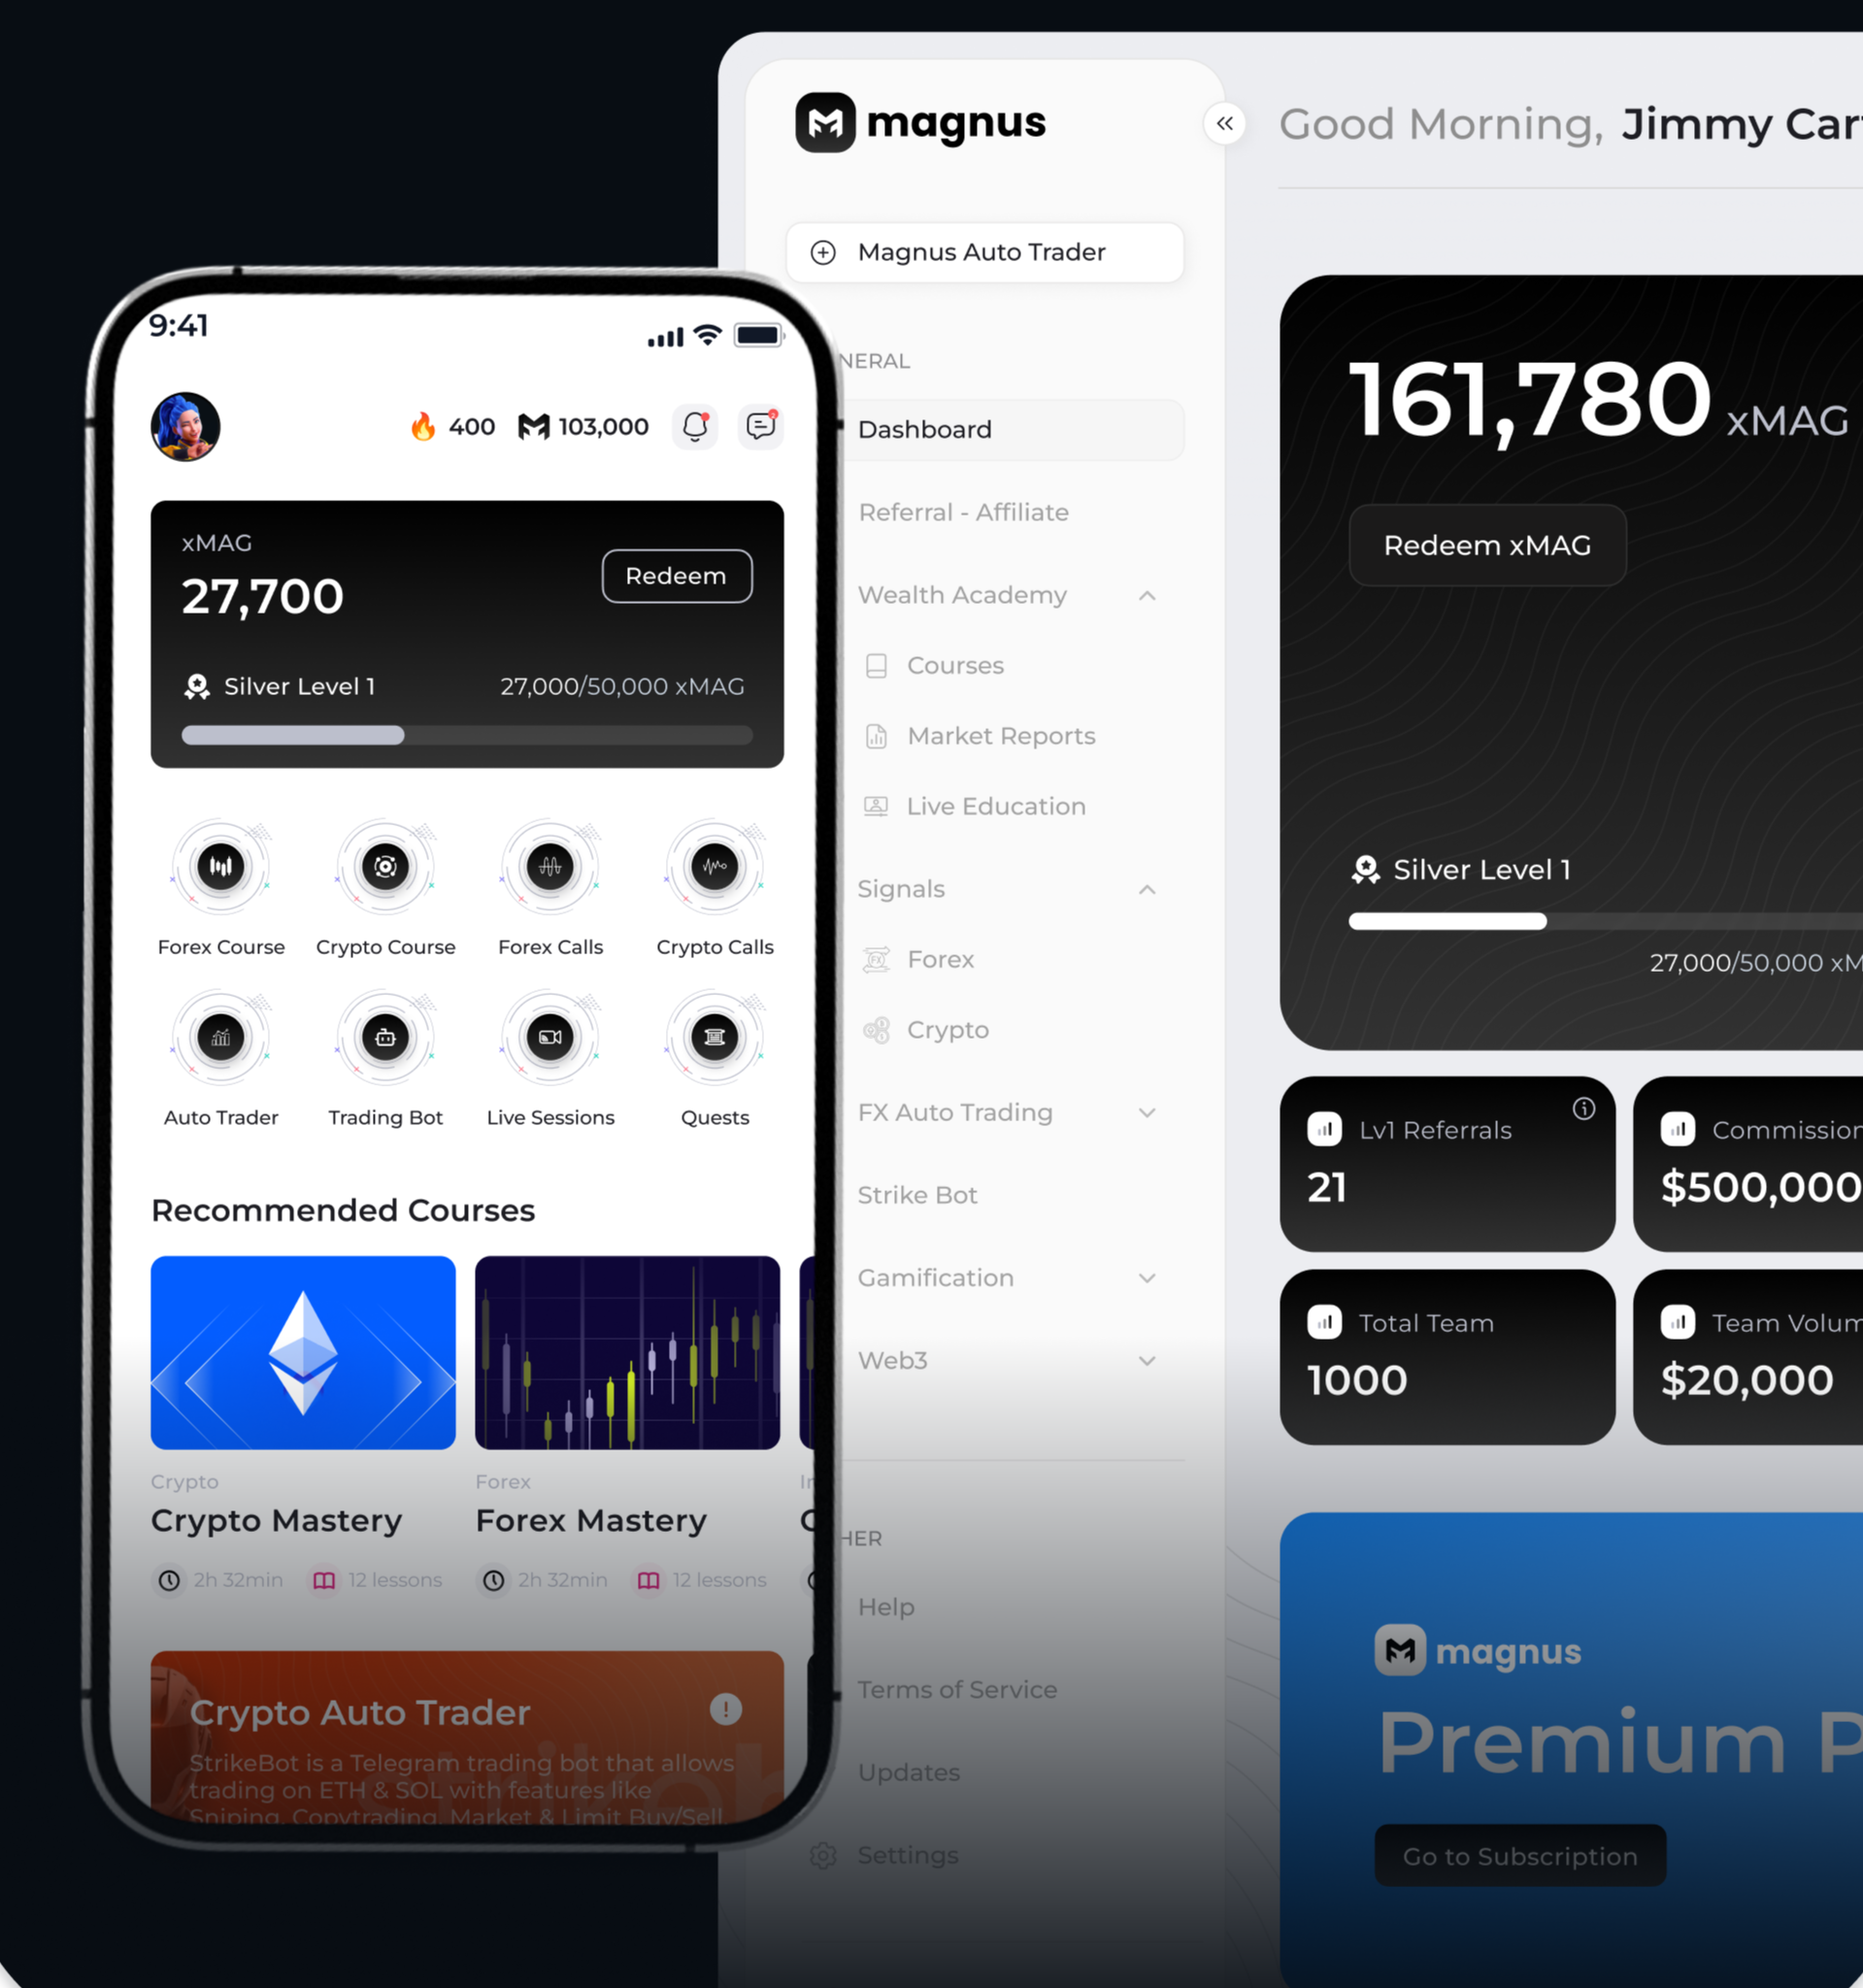 9:41
400
103,000
xMAG
27,700
Redeem
Silver Level 1
27,000/50,000 xMAG
Forex Course
Crypto Course
Forex Calls
Crypto Calls
Auto Trader
Trading Bot
Live Sessions
Quests
Recommended Courses
Crypto
Crypto Mastery
2h 32min
12 lessons
Forex
Forex Mastery
2h 32min
12 lessons
Crypto Auto Trader
StrikeBot is a Telegram trading bot that allows
trading on ETH & SOL with features like
Sniping, Copytrading, Market & Limit Buy/Sell
magnus
Magnus Auto Trader
NERAL
Dashboard
Referral - Affiliate
Wealth Academy
Courses
Market Reports
Live Education
Signals
Forex
Crypto
FX Auto Trading
Strike Bot
Gamification
Web3
HER
Help
Terms of Service
Updates
Settings
Good Morning, Jimmy Car
161,780 xMAG
Redeem xMAG
Silver Level 1
27,000/50,000 xM
Lv1 Referrals
21
Commission
$500,000
Total Team
1000
Team Volum
$20,000
magnus
Premium P
Go to Subscription